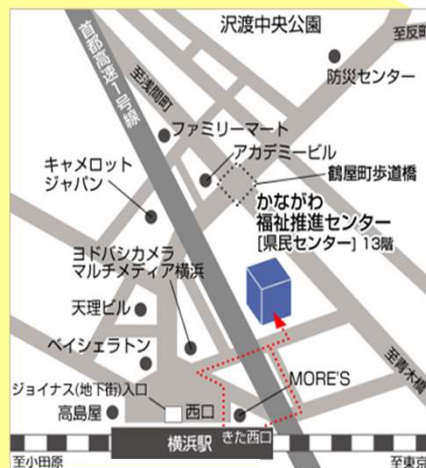 沢渡中央公園
至反町
首都高速1号線
至浅間町
防災センター
ファミリーマート
アカデミービル
キャメロット
ジャパン
鶴屋町歩道橋
かながわ
福祉推進センター
[県民センター] 13階
ヨドバシカメラ
マルチメディア横浜
天理ビル
ベイシェラトン
至青木橋
MORE'S
ジョイナス(地下街)入口
高島屋
西口
きた西口
横浜駅
至小田原
至東京